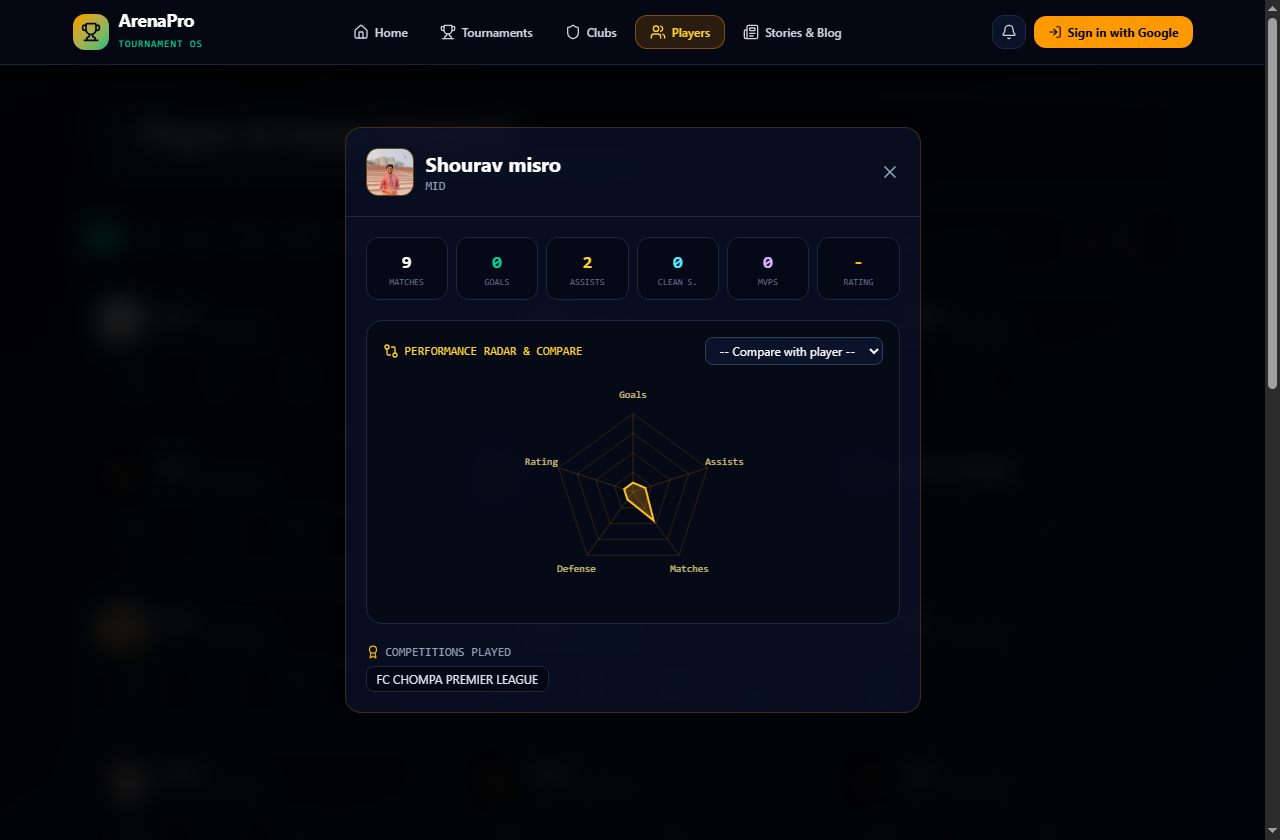 ArenaPro
TOURNAMENT OS
Home
Tournaments
Clubs
Players
Stories & Blog
Sign in with Google
Shourav misro
MID
9
MATCHES
0
GOALS
2
ASSISTS
0
CLEAN S.
0
MVPS
-
RATING
PERFORMANCE RADAR & COMPARE
-- Compare with player --
Goals
Rating
Assists
Defense
Matches
COMPETITIONS PLAYED
FC CHOMPA PREMIER LEAGUE